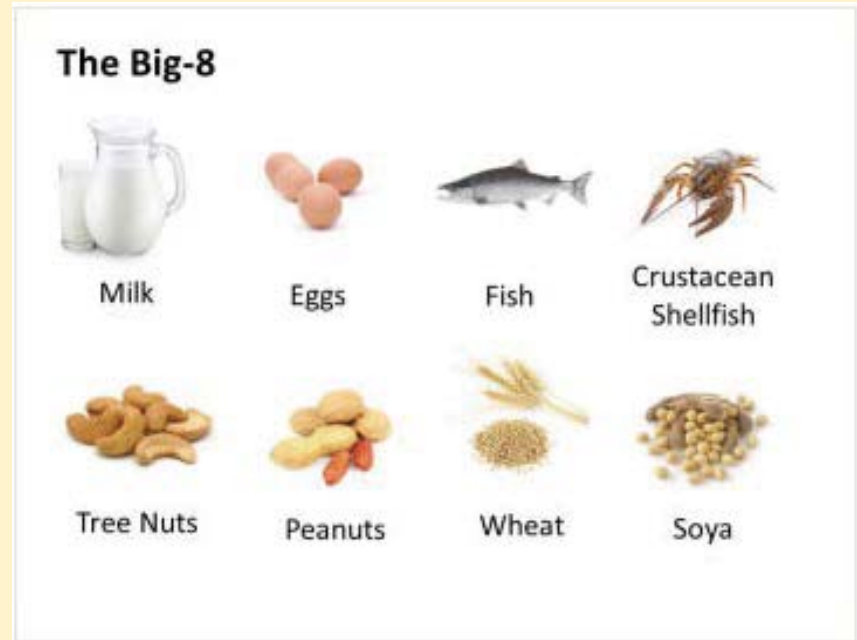 The Big-8
Milk
Eggs
Fish
Crustacean
Shellfish
Tree Nuts
Peanuts
Wheat
Soya